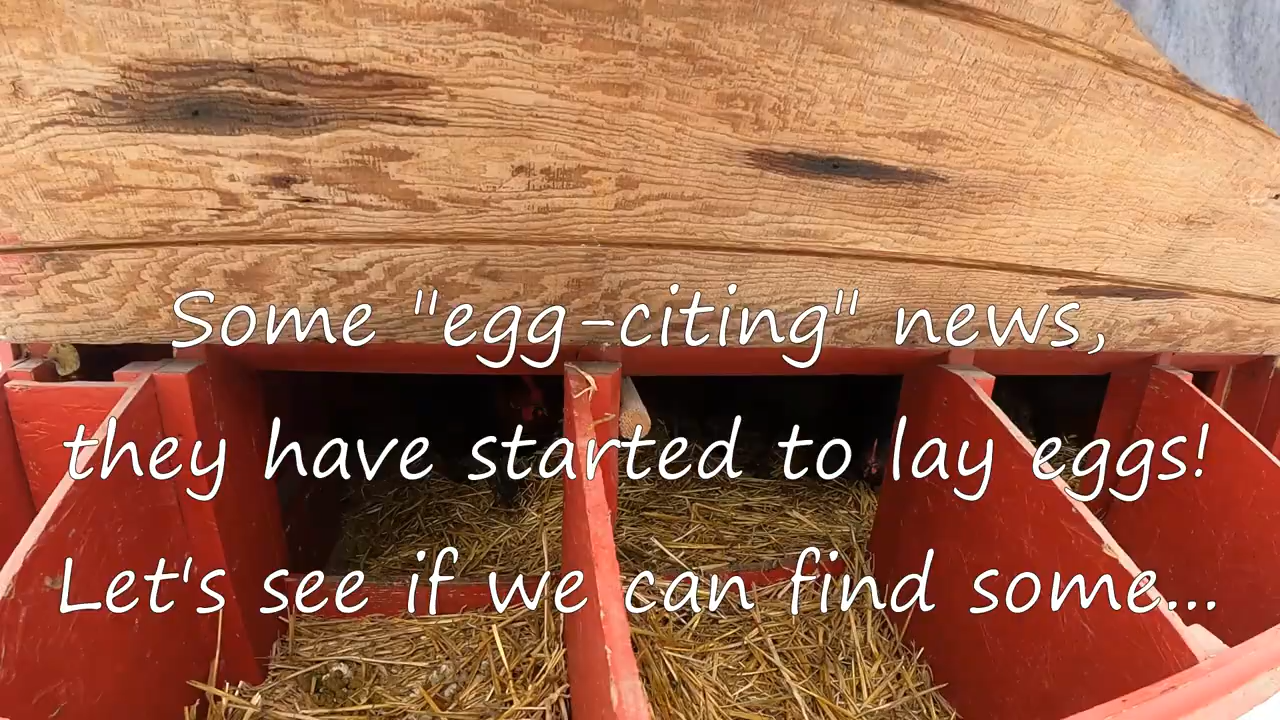 Some "egg-citing" news,
they have started to lay eggs!
Let's see if we can find some...